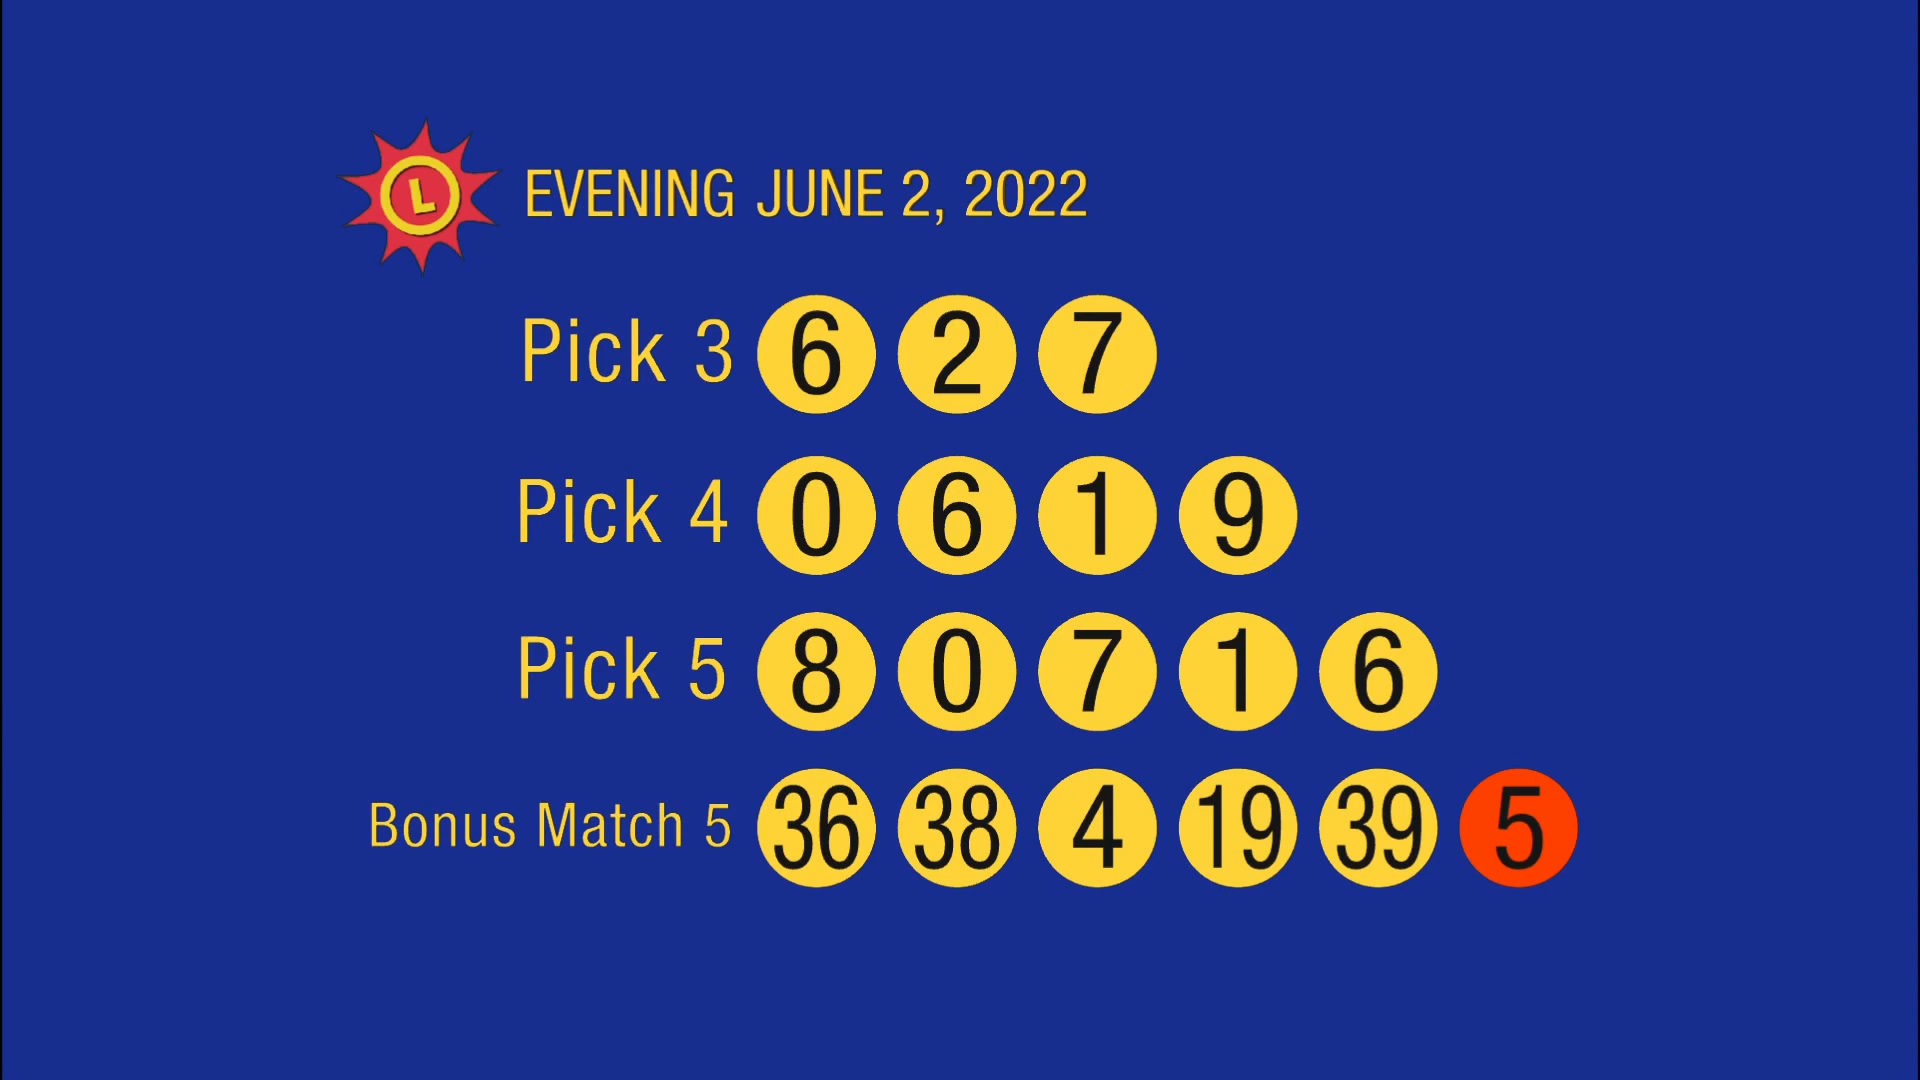 L EVENING JUNE 2, 2022
Pick 3 6 2 7
Pick 4 0 6 1 9
Pick 5 8 0 7 1 6
Bonus Match 5 36 38 4 19 39 5